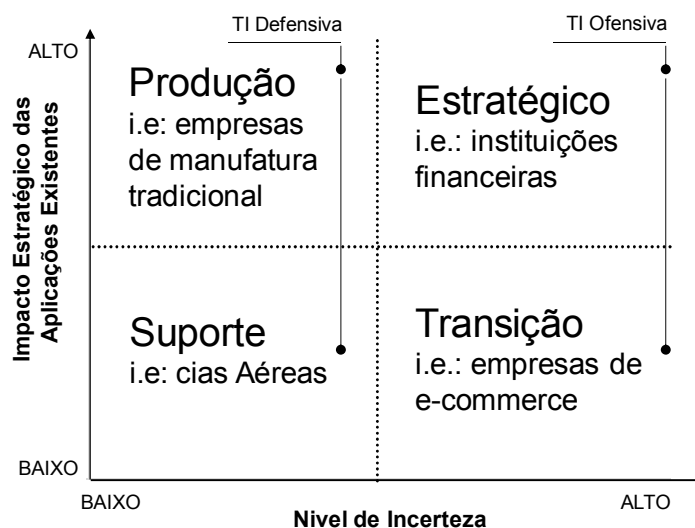 TI Defensiva
TI Ofensiva
ALTO
Impacto Estratégico das
Aplicações Existentes
Produção
i.e: empresas
de manufatura
tradicional
Estratégico
i.e.: instituições
financeiras
Suporte
i.e: cias Aéreas
Transição
i.e.: empresas de
e-commerce
BAIXO
BAIXO
ALTO
Nivel de Incerteza